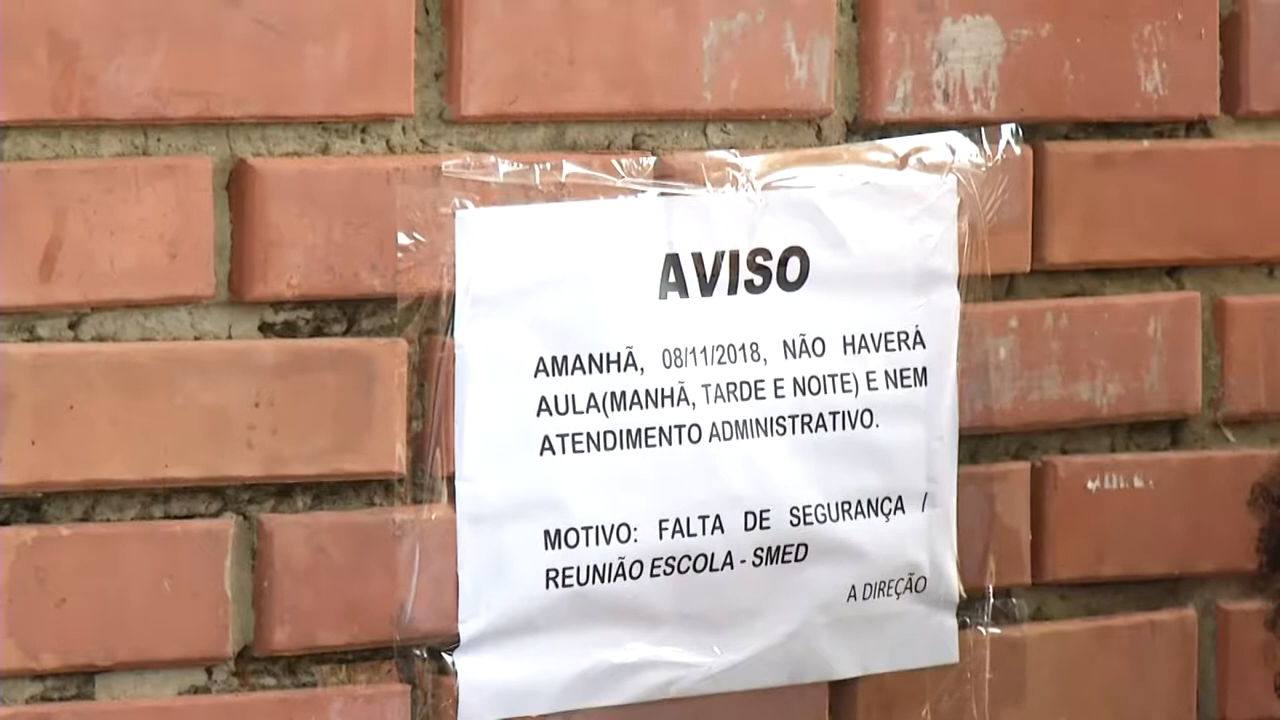 AVISO
AMANHÃ, 08/11/2018, NÃO HAVERÁ
AULA(MANHÃ, TARDE E NOITE) E NEM
ATENDIMENTO ADMINISTRATIVO.
MOTIVO: FALTA DE SEGURANÇA /
REUNIÃO ESCOLA - SMED
A DIREÇÃO